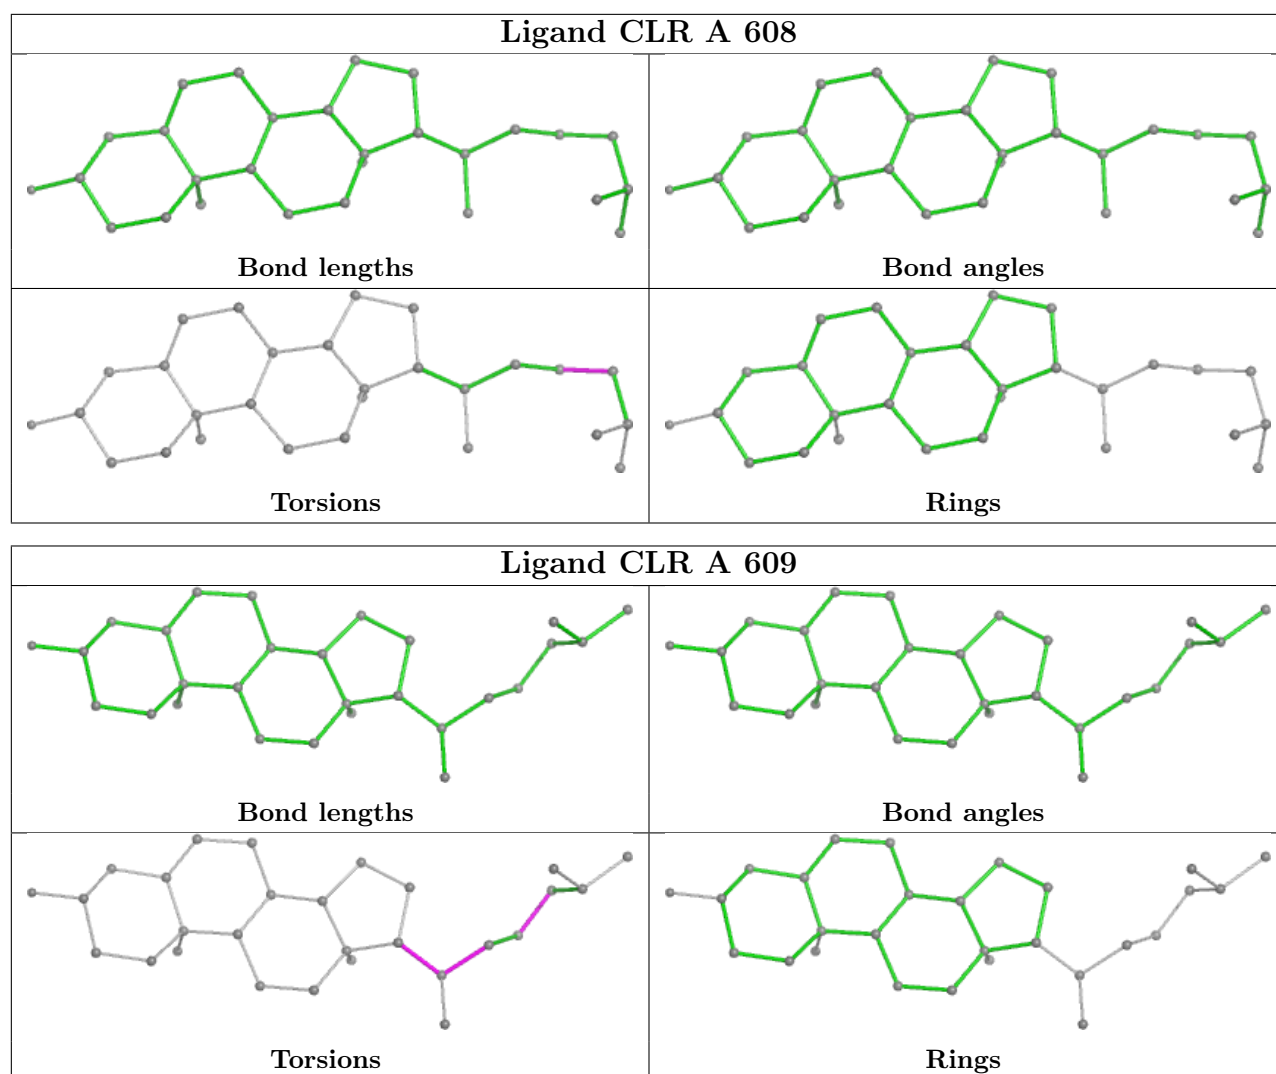 Ligand CLR A 608
Bond lengths
Bond angles
Torsions
Rings
Ligand CLR A 609
Bond lengths
Bond angles
Torsions
Rings